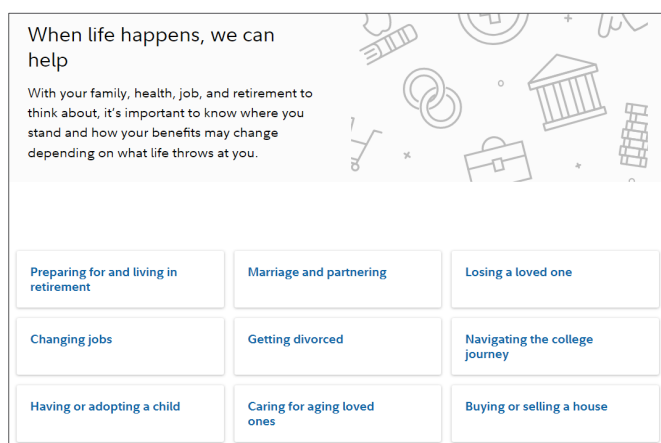 When life happens, we can
help
With your family, health, job, and retirement to
think about, it's important to know where you
stand and how your benefits may change
depending on what life throws at you.
Preparing for and living in
retirement
Marriage and partnering
Losing a loved one
Changing jobs
Getting divorced
Navigating the college
journey
Having or adopting a child
Caring for aging loved
ones
Buying or selling a house